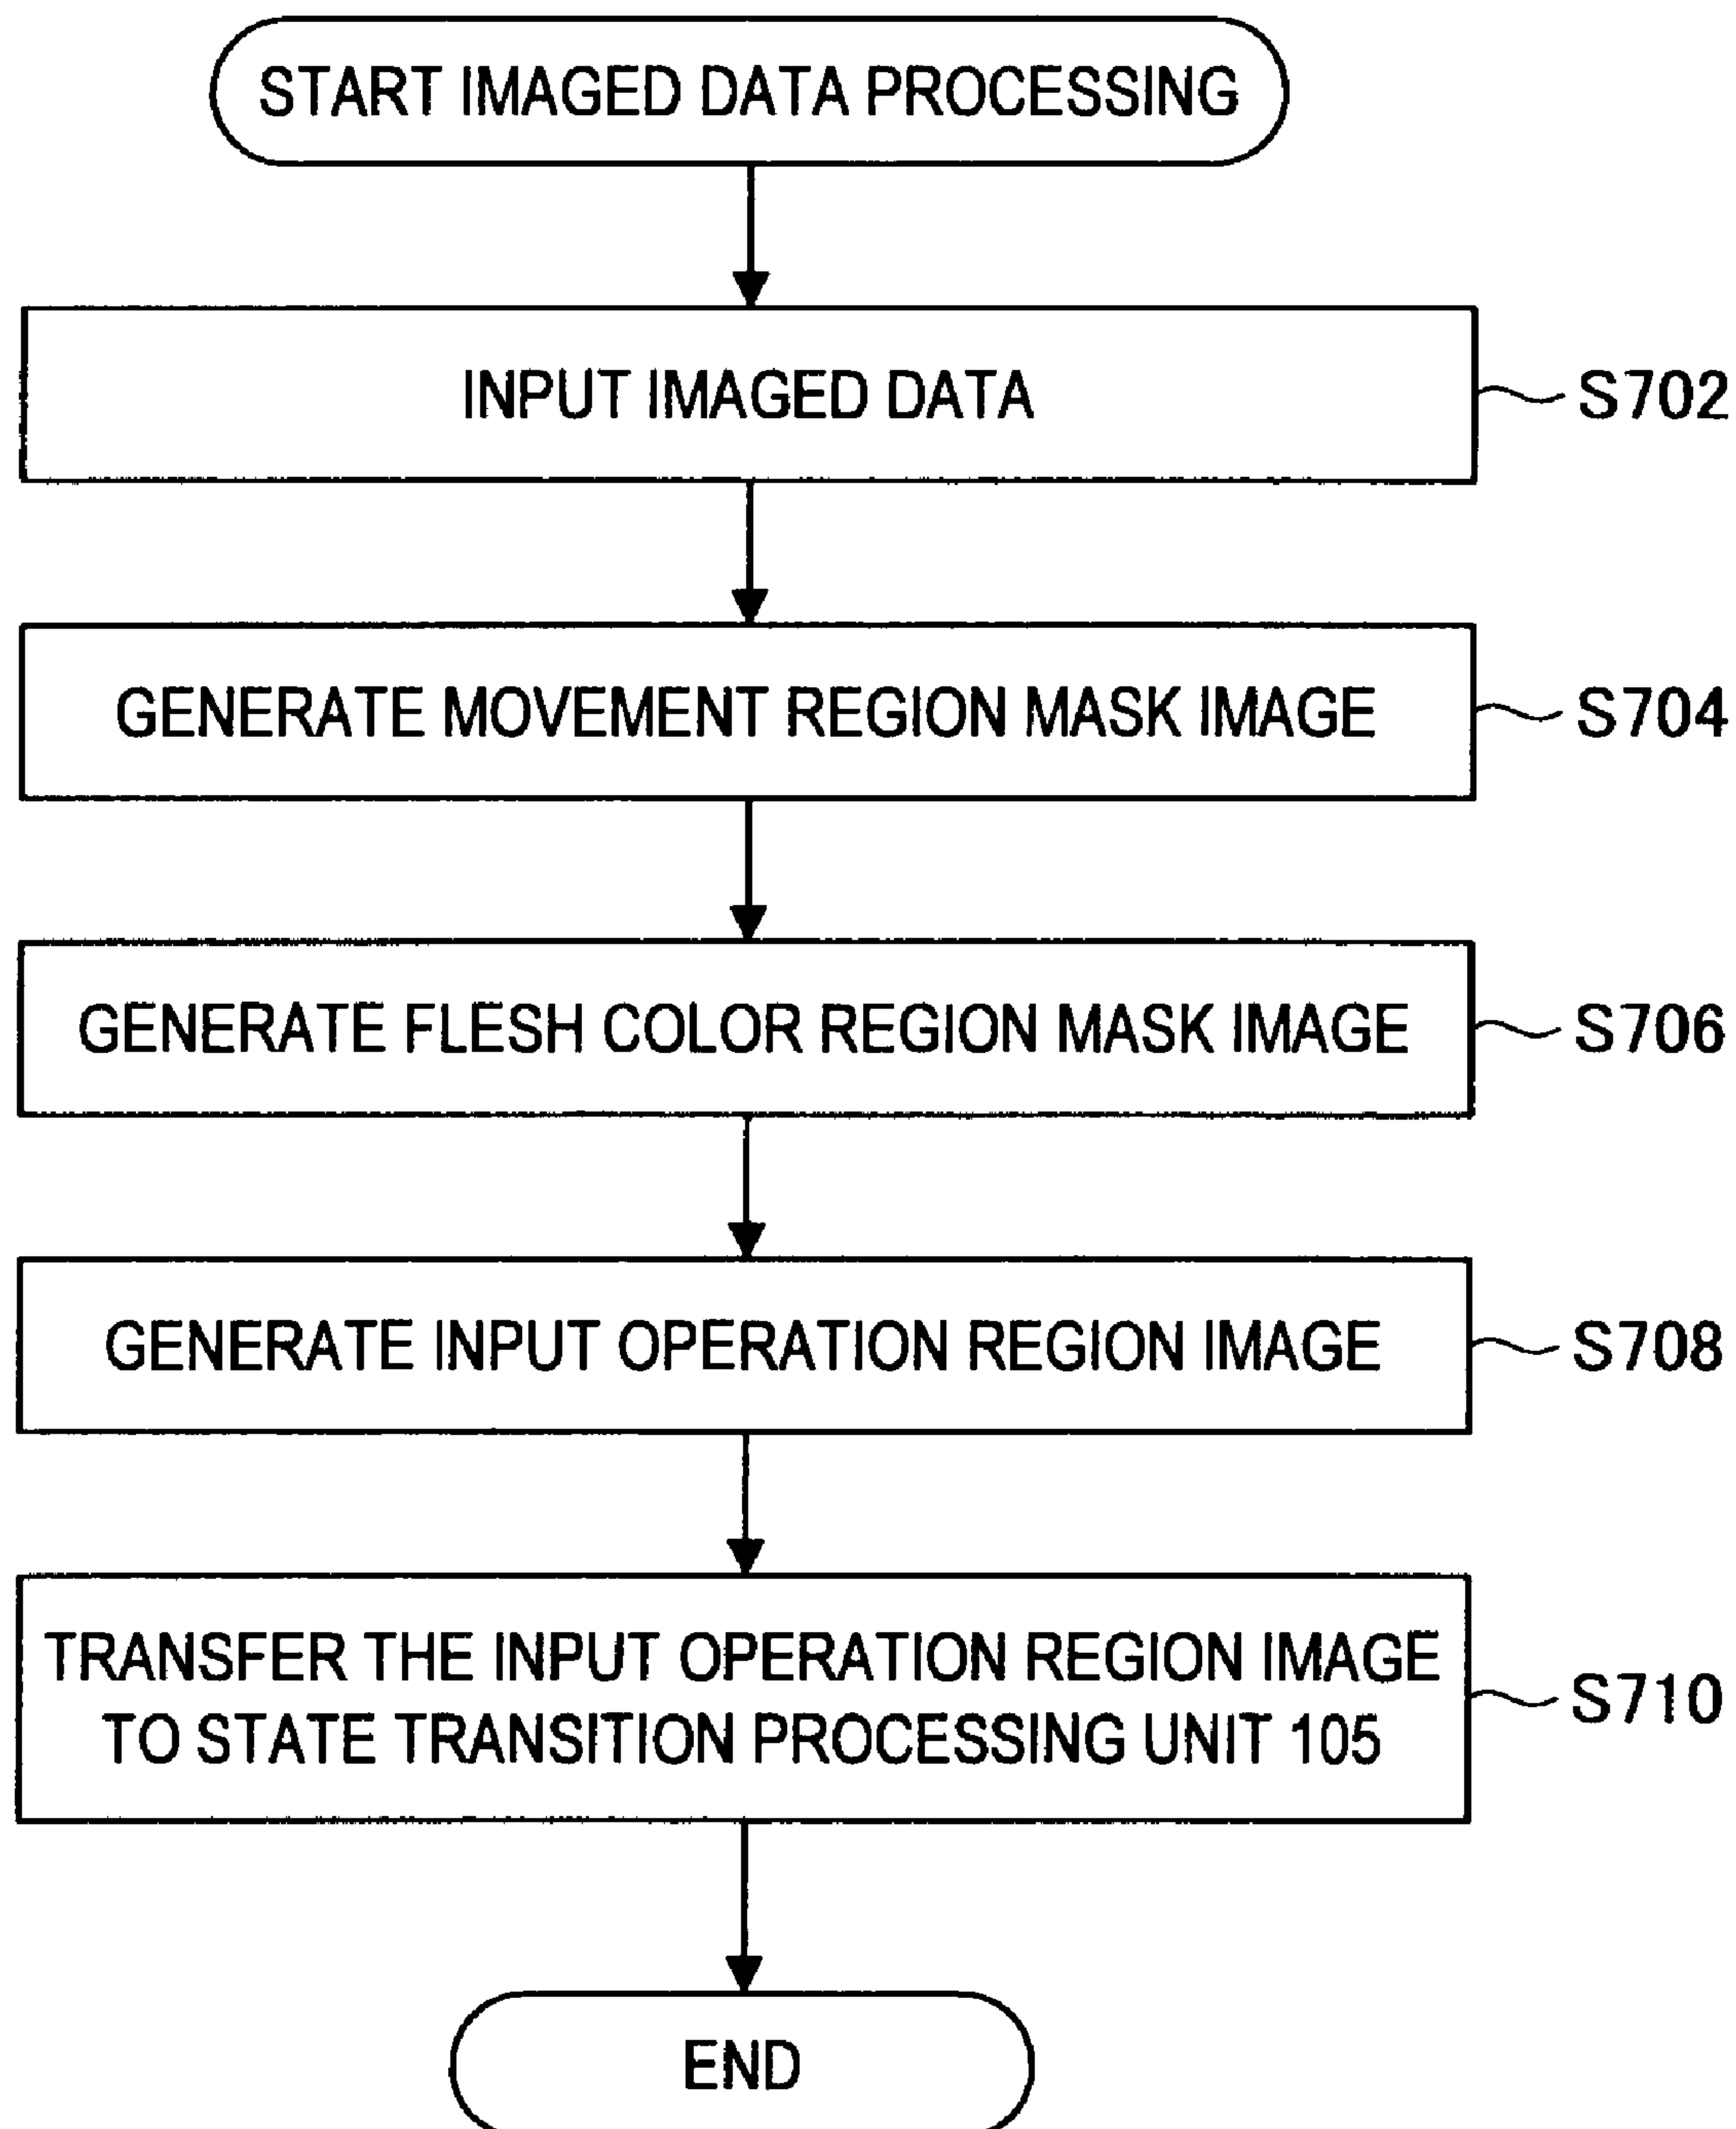 START IMAGED DATA PROCESSING
INPUT IMAGED DATA
S702
GENERATE MOVEMENT REGION MASK IMAGE
S704
GENERATE FLESH COLOR REGION MASK IMAGE
S706
GENERATE INPUT OPERATION REGION IMAGE
S708
TRANSFER THE INPUT OPERATION REGION IMAGE
TO STATE TRANSITION PROCESSING UNIT 105
S710
END